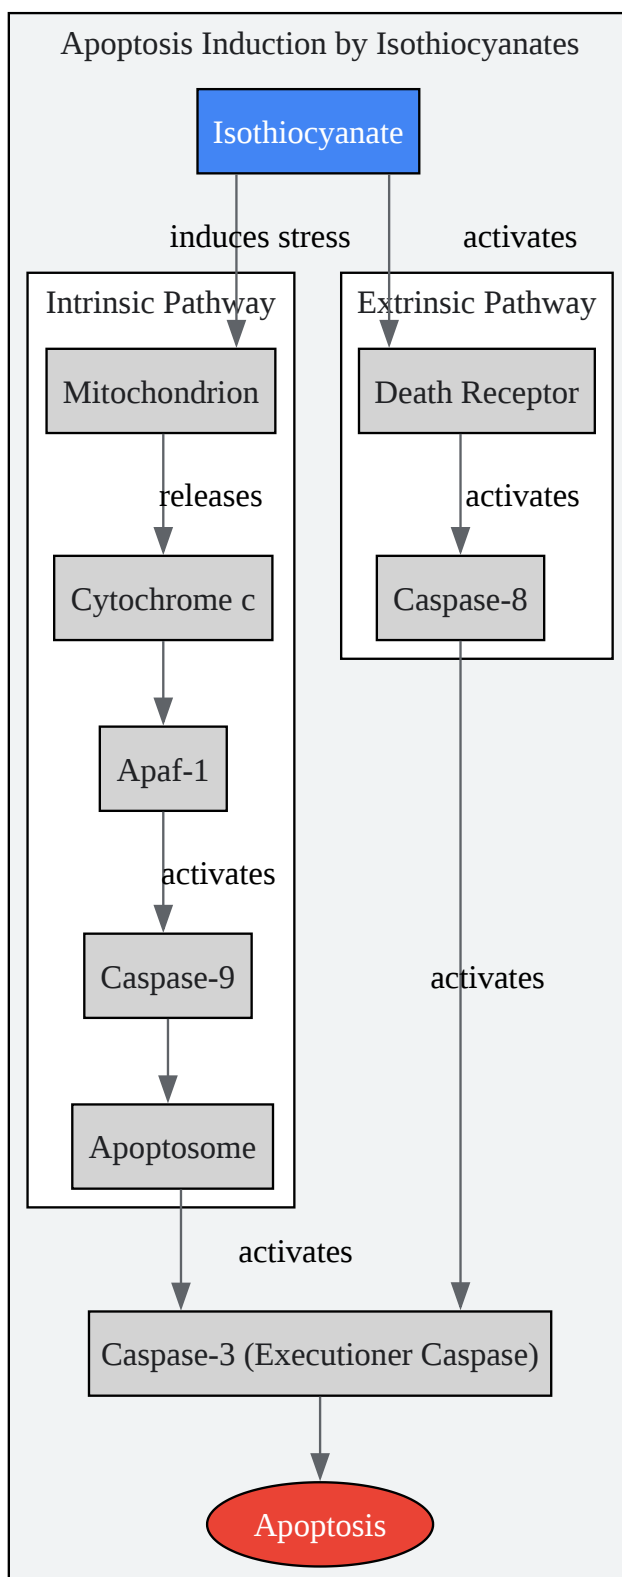 Apoptosis Induction by Isothiocyanates
Isothiocyanate
induces stress
activates
Intrinsic Pathway
Extrinsic Pathway
Mitochondrion
Death Receptor
releases
activates
Cytochrome c
Caspase-8
Apaf-1
activates
Caspase-9
activates
Apoptosome
activates
Caspase-3 (Executioner Caspase)
Apoptosis